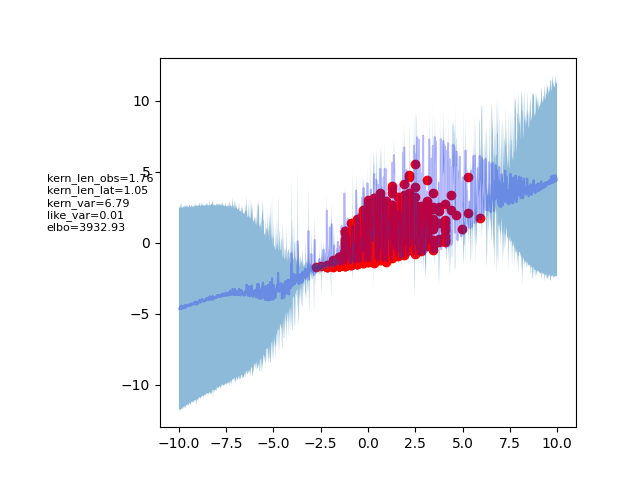 10
5
0
−5
−10
kern_len_obs=1.76
kern_len_lat=1.05
kern_var=6.79
like_var=0.01
elbo=3932.93
−10.0 −7.5 −5.0 −2.5 0.0 2.5 5.0 7.5 10.0